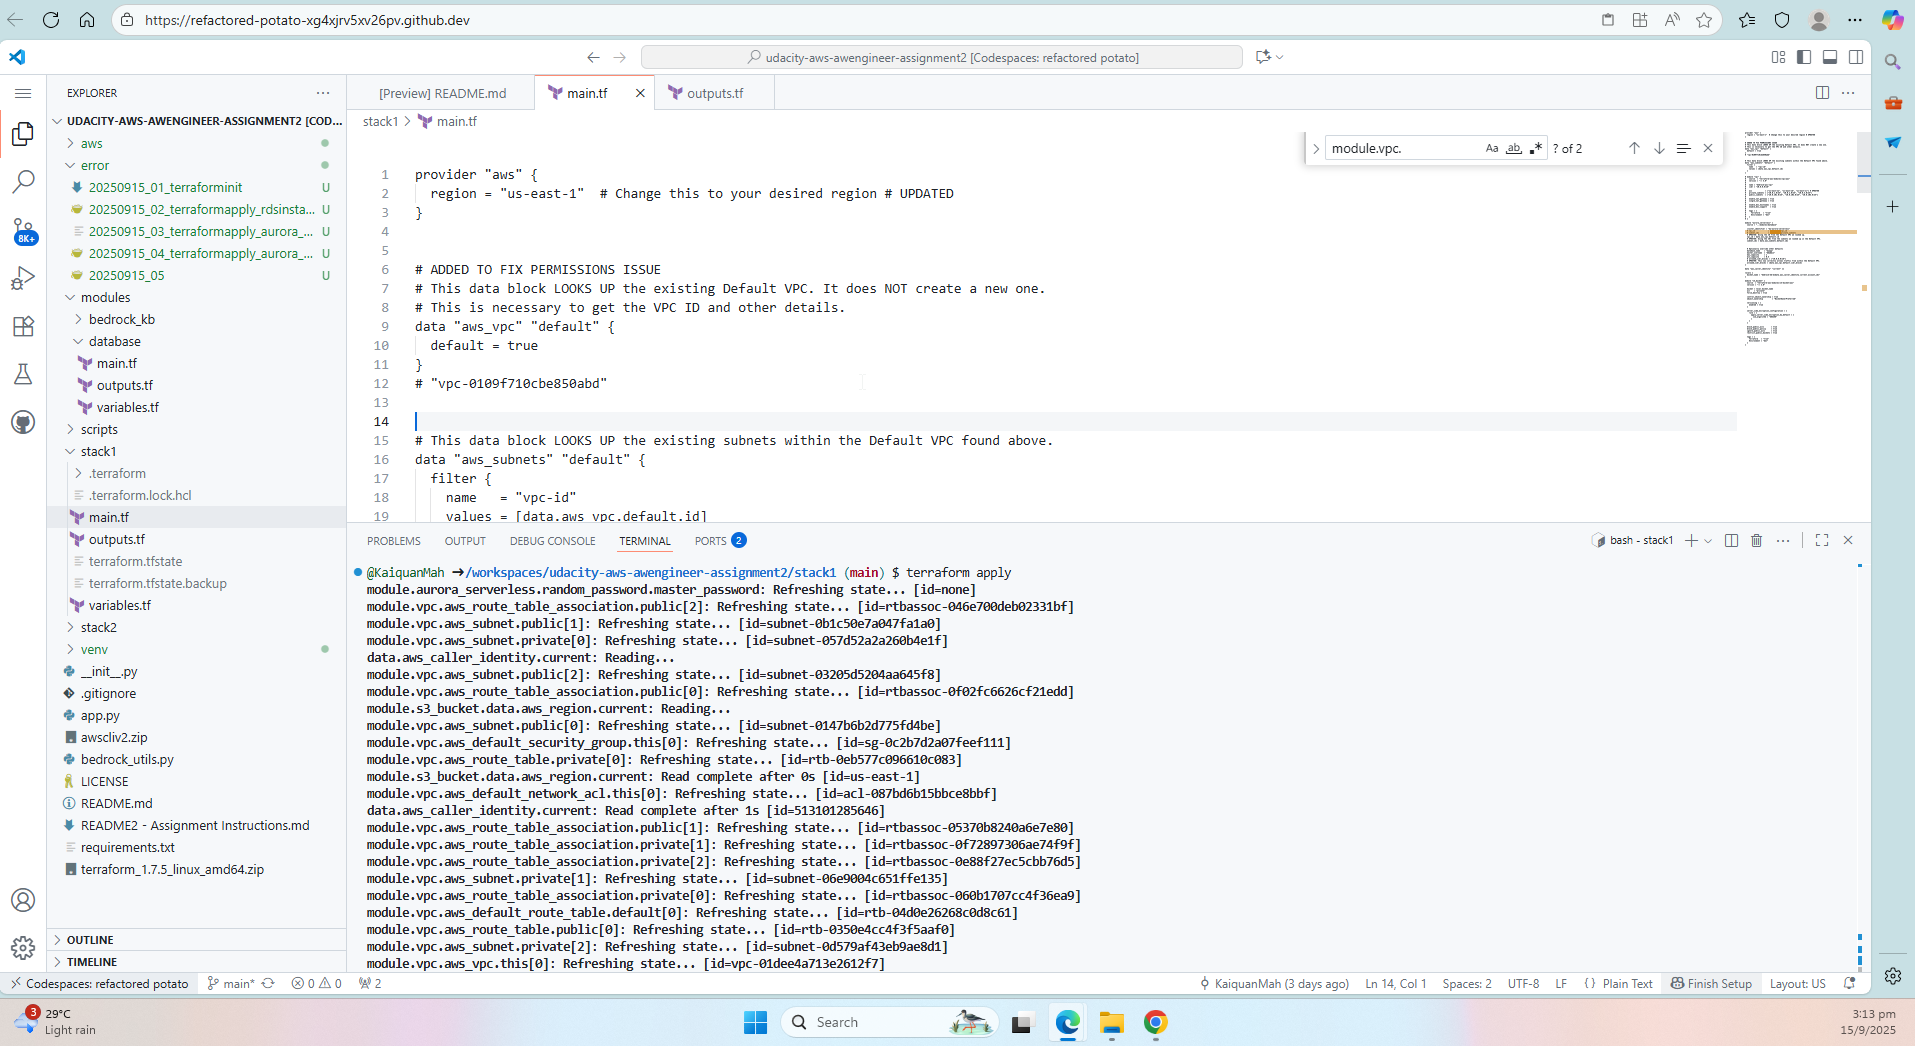 https://refactored-potato-xg4xjrv5xv26pv.github.dev
udacity-aws-awengineer-assignment2 [Codespaces: refactored potato]
EXPLORER
UDACITY-AWS-AWENGINEER-ASSIGNMENT2 [COD...
aws
error
20250915_01_terraforminit U
20250915_02_terraformapply_rdsinsta... U
20250915_03_terraformapply_aurora_... U
20250915_04_terraformapply_aurora_... U
20250915_05 U
modules
bedrock_kb
database
main.tf
outputs.tf
variables.tf
scripts
stack1
.terraform
.terraform.lock.hcl
main.tf
outputs.tf
terraform.tfstate
terraform.tfstate.backup
variables.tf
stack2
venv
__init__.py
.gitignore
app.py
awscliv2.zip
bedrock_utils.py
LICENSE
README.md
README2 - Assignment Instructions.md
requirements.txt
terraform_1.7.5_linux_amd64.zip
OUTLINE
TIMELINE
8K+
[Preview] README.md
main.tf
outputs.tf
stack1 > main.tf
module.vpc. Aa ab, .* ? of 2
1 provider "aws" {
2 region = "us-east-1"  # Change this to your desired region # UPDATED
3 }
4
5
6 # ADDED TO FIX PERMISSIONS ISSUE
7 # This data block LOOKS UP the existing Default VPC. It does NOT create a new one.
8 # This is necessary to get the VPC ID and other details.
9 data "aws_vpc" "default" {
10 default = true
11 }
12 # "vpc-0109f710cbe850abd"
13
14
15 # This data block LOOKS UP the existing subnets within the Default VPC found above.
16 data "aws_subnets" "default" {
17 filter {
18 name   = "vpc-id"
19 values = [data.aws_vpc.default.id]
PROBLEMS OUTPUT DEBUG CONSOLE TERMINAL PORTS 2
bash - stack1
@KaiquanMah ➜/workspaces/udacity-aws-awengineer-assignment2/stack1 (main) $ terraform apply
module.aurora_serverless.random_password.master_password: Refreshing state... [id=none]
module.vpc.aws_route_table_association.public[2]: Refreshing state... [id=rtbassoc-046e700deb02331bf]
module.vpc.aws_subnet.public[1]: Refreshing state... [id=subnet-0b1c50e7a047fa1a0]
module.vpc.aws_subnet.private[0]: Refreshing state... [id=subnet-057d52a2a260b4e1f]
data.aws_caller_identity.current: Reading...
module.vpc.aws_subnet.public[2]: Refreshing state... [id=subnet-03205d5204aa645f8]
module.vpc.aws_route_table_association.public[0]: Refreshing state... [id=rtbassoc-0f02fc6626cf21edd]
module.s3_bucket.data.aws_region.current: Reading...
module.vpc.aws_subnet.public[0]: Refreshing state... [id=subnet-0147b6b2d775fd4be]
module.vpc.aws_default_security_group.this[0]: Refreshing state... [id=sg-0c2b7d2a07feef111]
module.vpc.aws_route_table.private[0]: Refreshing state... [id=rtb-0eb577c096610c083]
module.s3_bucket.data.aws_region.current: Read complete after 0s [id=us-east-1]
module.vpc.aws_default_network_acl.this[0]: Refreshing state... [id=acl-087bd6b15bbce8bbf]
data.aws_caller_identity.current: Read complete after 1s [id=513101285646]
module.vpc.aws_route_table_association.public[1]: Refreshing state... [id=rtbassoc-05370b8240a6e7e80]
module.vpc.aws_route_table_association.private[1]: Refreshing state... [id=rtbassoc-0f72897306ae74f9f]
module.vpc.aws_route_table_association.private[2]: Refreshing state... [id=rtbassoc-0e88f27ec5cbb76d5]
module.vpc.aws_subnet.private[1]: Refreshing state... [id=subnet-06e9004c651ffe135]
module.vpc.aws_route_table_association.private[0]: Refreshing state... [id=rtbassoc-060b1707cc4f36ea9]
module.vpc.aws_default_route_table.default[0]: Refreshing state... [id=rtb-04d0e26268c0d8c61]
module.vpc.aws_route_table.public[0]: Refreshing state... [id=rtb-0350e4cc4f3f5aaf0]
module.vpc.aws_subnet.private[2]: Refreshing state... [id=subnet-0d579af43eb9ae8d1]
module.vpc.aws_vpc.this[0]: Refreshing state... [id=vpc-01dee4a713e2612f7]
Codespaces: refactored potato main* 0 0 2 KaiquanMah (3 days ago) Ln 14, Col 1 Spaces: 2 UTF-8 LF { } Plain Text Finish Setup Layout: US
3
29°C
Light rain
Search
3:13 pm
15/9/2025